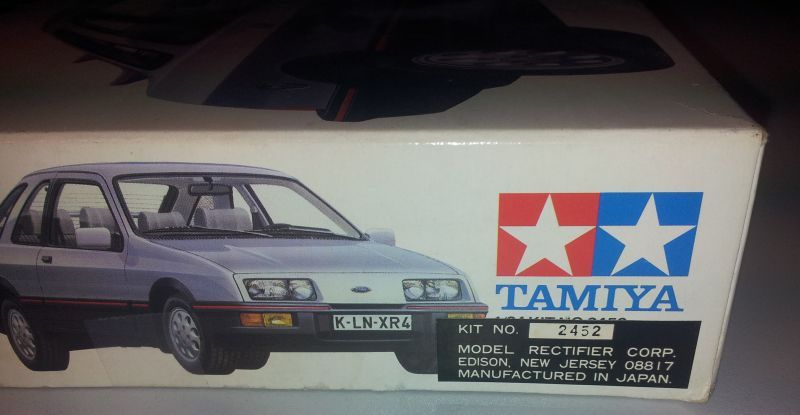 TAMIYA
KIT NO. 2452
MODEL RECTIFIER CORP.
EDISON, NEW JERSEY 08817
MANUFACTURED IN JAPAN.
K-LN-XR4